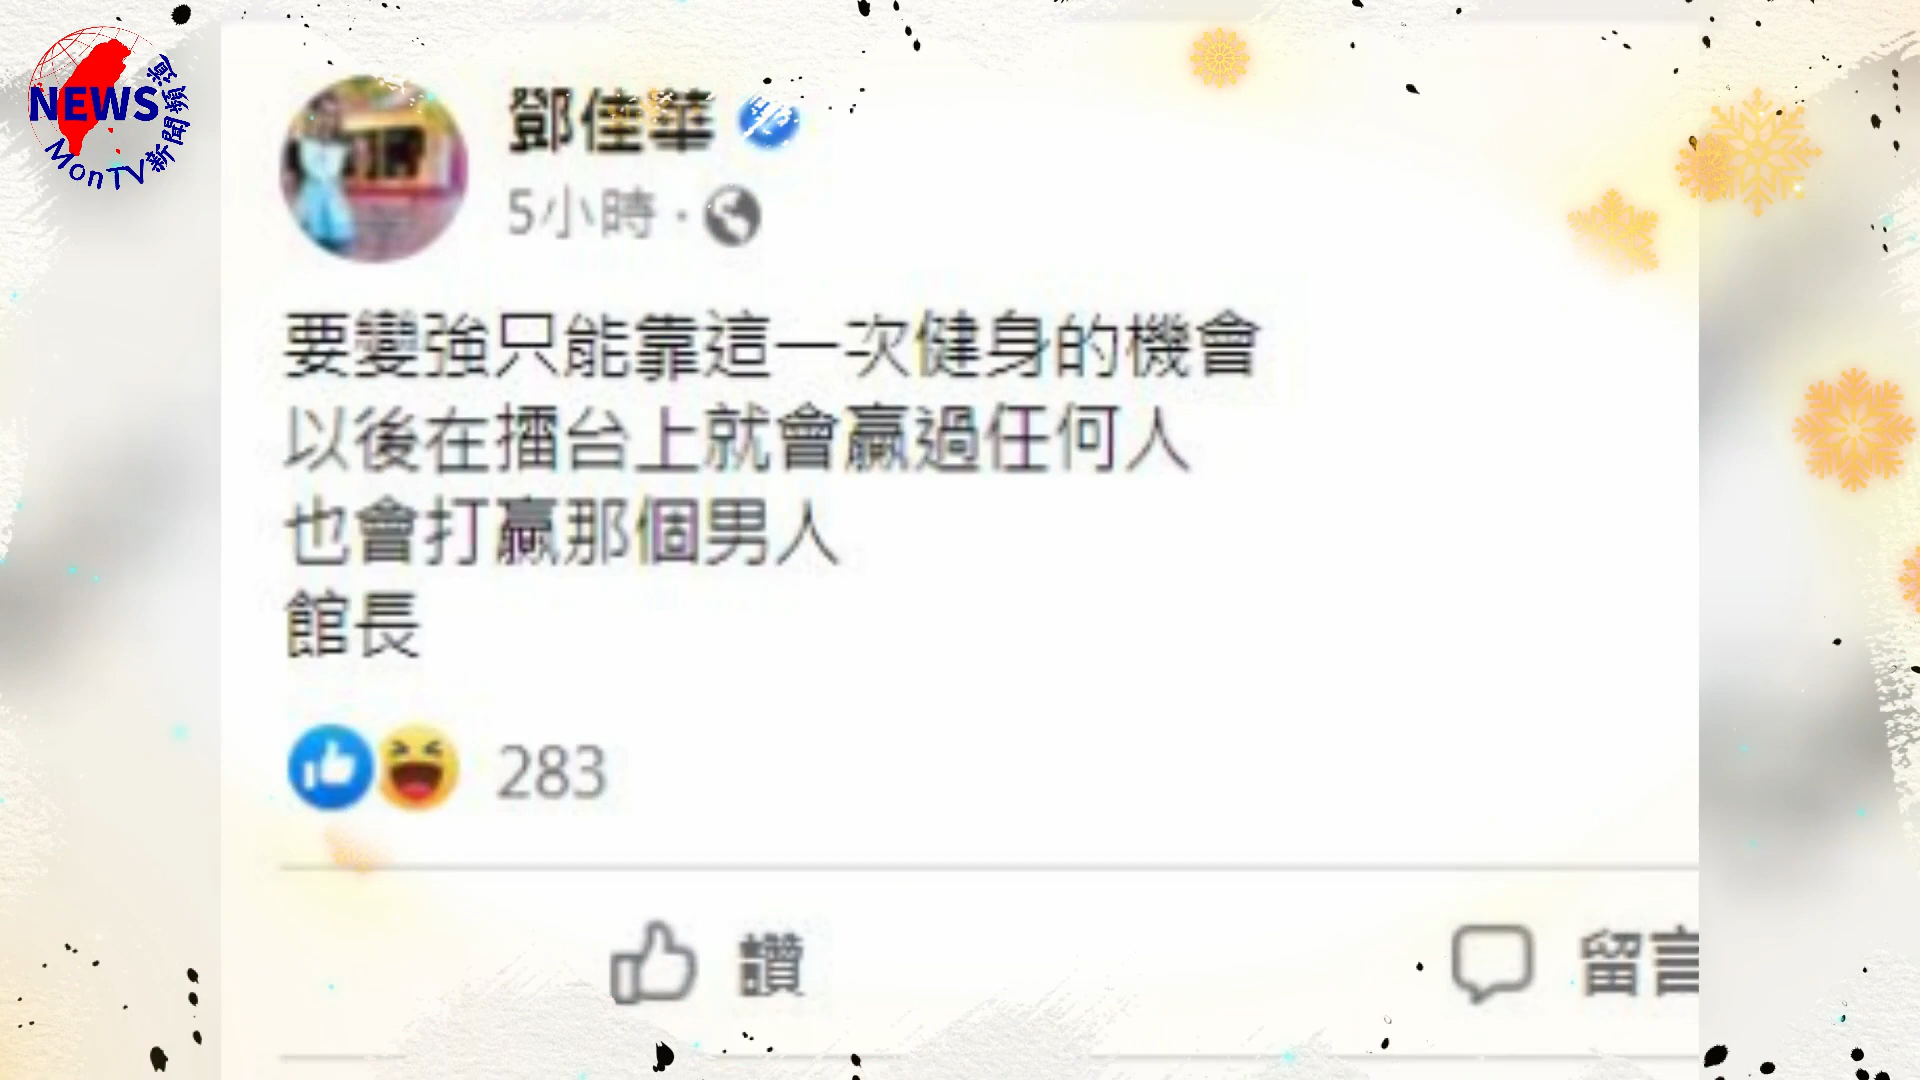 NEWS
MonTV新聞頻道
鄧佳華
5小時 ·
要變強只能靠這一次健身的機會
以後在擂台上就會贏過任何人
也會打贏那個男人
館長
283
讚
留言